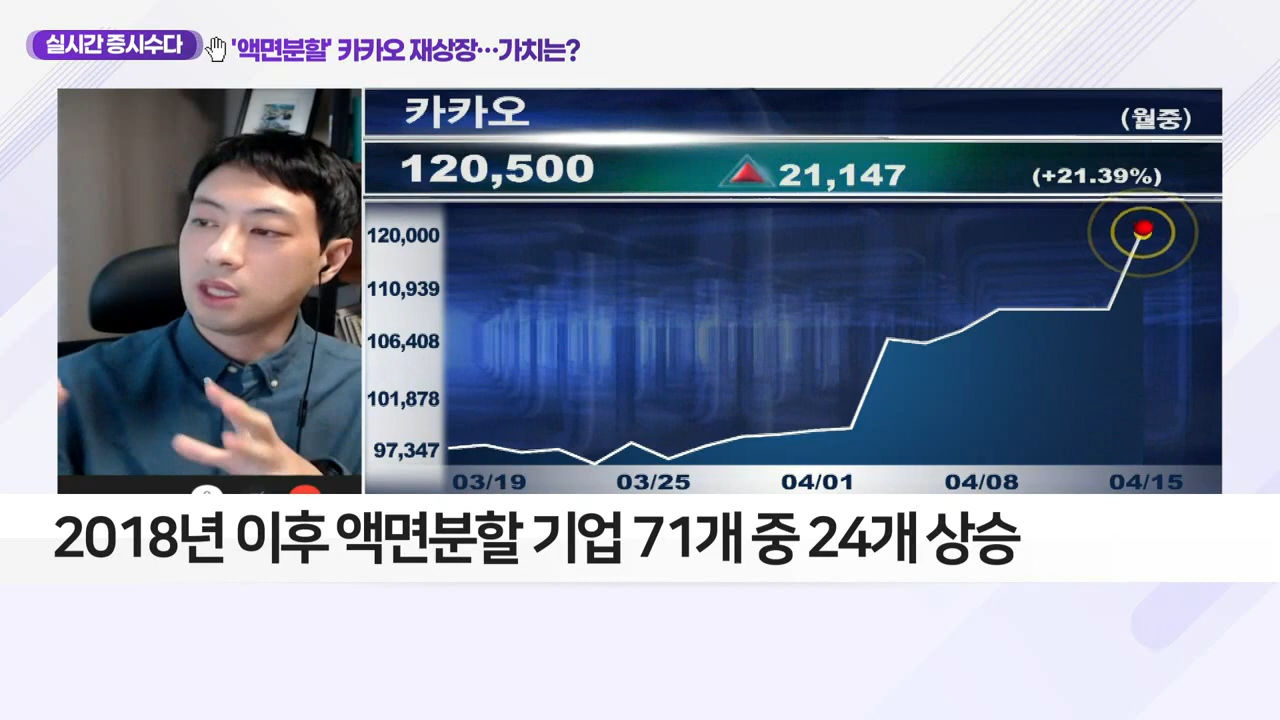 실시간 증시수다
'액면분할' 카카오 재상장…가치는?
카카오
(월중)
120,500
21,147
(+21.39%)
120,000
110,939
106,408
101,878
97,347
03/19
03/25
04/01
04/08
04/15
2018년 이후 액면분할 기업 71개 중 24개 상승